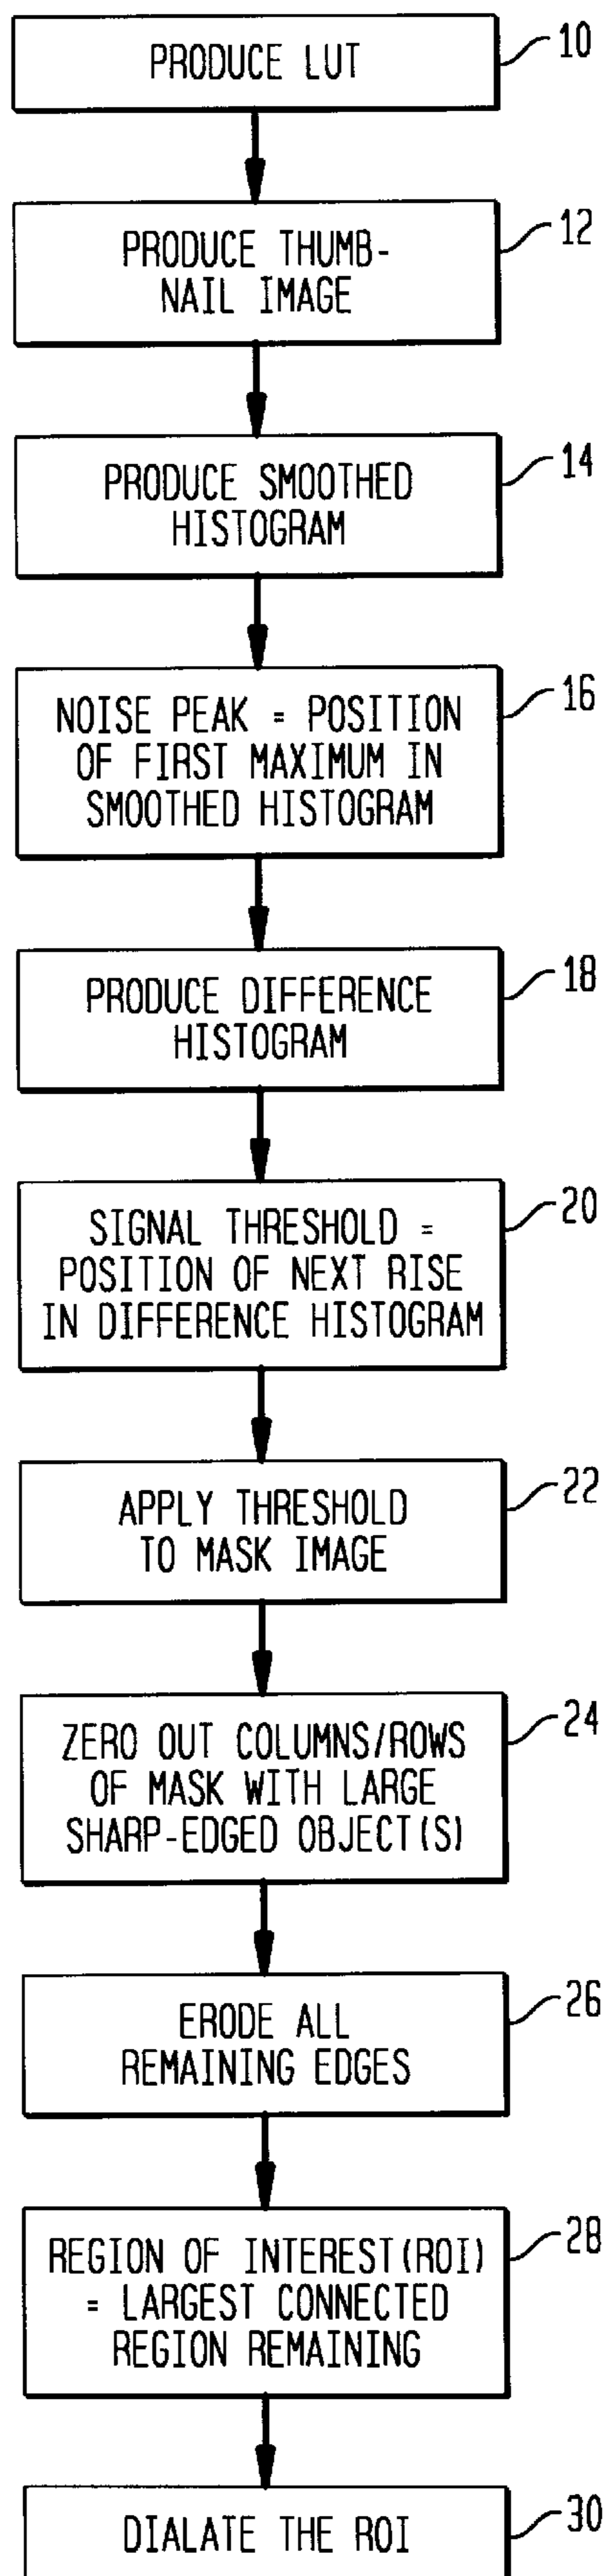 PRODUCE LUT
10
PRODUCE THUMB-
NAIL IMAGE
12
PRODUCE SMOOTHED
HISTOGRAM
14
NOISE PEAK = POSITION
OF FIRST MAXIMUM IN
SMOOTHED HISTOGRAM
16
PRODUCE DIFFERENCE
HISTOGRAM
18
SIGNAL THRESHOLD =
POSITION OF NEXT RISE
IN DIFFERENCE HISTOGRAM
20
APPLY THRESHOLD
TO MASK IMAGE
22
ZERO OUT COLUMNS/ROWS
OF MASK WITH LARGE
SHARP-EDGED OBJECT(S)
24
ERODE ALL
REMAINING EDGES
26
REGION OF INTEREST(ROI)
= LARGEST CONNECTED
REGION REMAINING
28
DIALATE THE ROI
30